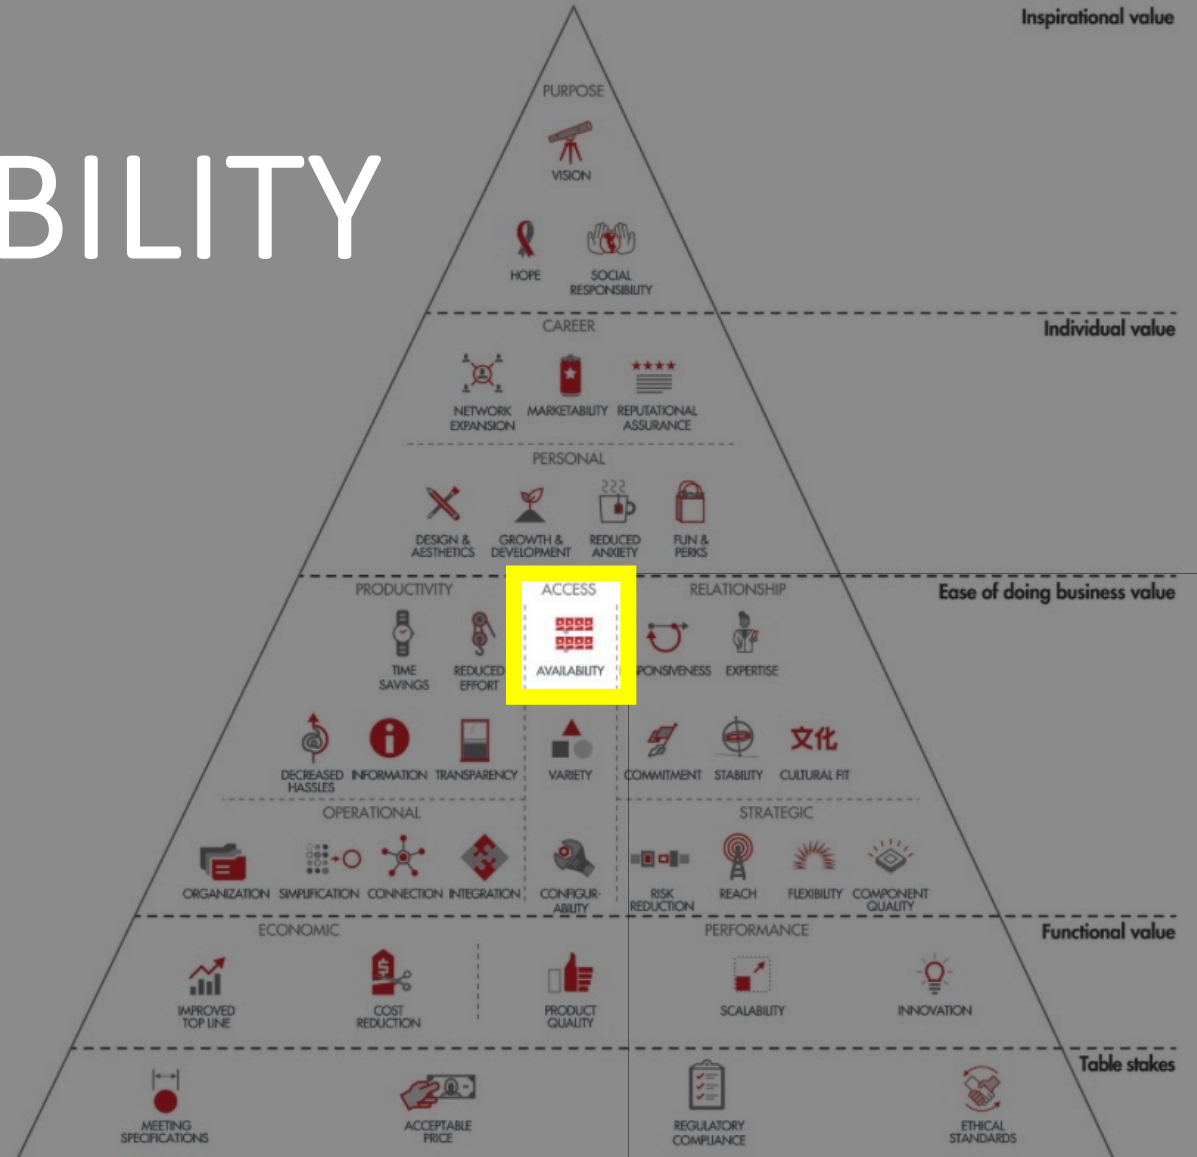 Inspirational value
PURPOSE
VISION
BILITY
HOPE
SOCIAL
RESPONSIBILITY
Individual value
CAREER
NETWORK
EXPANSION
MARKETABILITY
REPUTATIONAL
ASSURANCE
PERSONAL
DESIGN &
AESTHETICS
GROWTH &
DEVELOPMENT
REDUCED
ANXIETY
FUN &
PERKS
Ease of doing business value
PRODUCTIVITY
ACCESS
RELATIONSHIP
TIME
SAVINGS
REDUCED
EFFORT
AVAILABILITY
PONSIVENESS
EXPERTISE
DECREASED
HASSLES
INFORMATION
TRANSPARENCY
VARIETY
COMMITMENT
STABILITY
文化
CULTURAL FIT
OPERATIONAL
STRATEGIC
ORGANIZATION
SIMPLIFICATION
CONNECTION
INTEGRATION
CONFIGUR-
ABILITY
RISK
REDUCTION
REACH
FLEXIBILITY
COMPONENT
QUALITY
Functional value
ECONOMIC
PERFORMANCE
IMPROVED
TOP LINE
$
COST
REDUCTION
PRODUCT
QUALITY
SCALABILITY
INNOVATION
Table stakes
MEETING
SPECIFICATIONS
ACCEPTABLE
PRICE
REGULATORY
COMPLIANCE
ETHICAL
STANDARDS